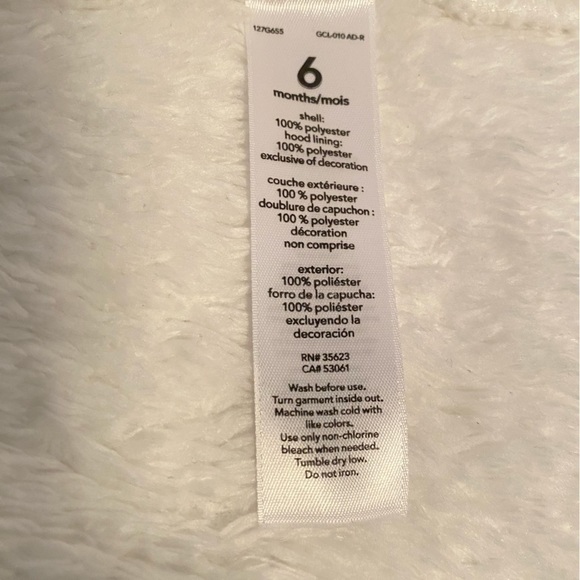 127G655 GCL-010 AD-R
6
months/mois
shell:
100% polyester
hood lining:
100% polyester
exclusive of decoration
couche extérieure :
100 % polyester
doublure de capuchon :
100 % polyester
décoration
non comprise
exterior:
100% poliéster
forro de la capucha:
100% poliéster
excluyendo la
decoración
RN# 35623
CA# 53061
Wash before use.
Turn garment inside out.
Machine wash cold with
like colors.
Use only non-chlorine
bleach when needed.
Tumble dry low.
Do not iron.